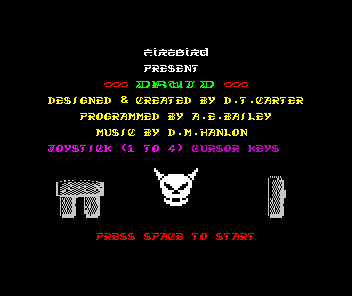 FIREBIRD
PRESENT
<<< DRUID >>>
DESIGNED & CREATED BY D.T.CARTER
PROGRAMMED BY A.E.BAILEY
MUSIC BY D.M.HANLON
JOYSTICK (1 TO 4) CURSOR KEYS
PRESS SPACE TO START